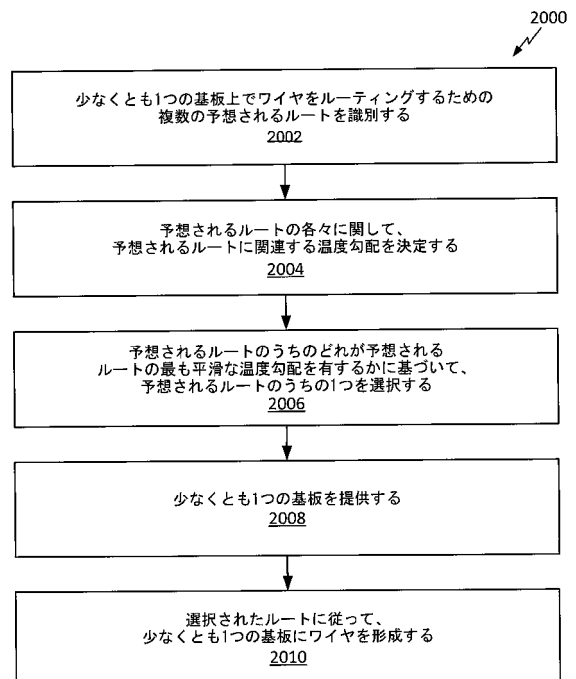 2000
少なくとも1つの基板上でワイヤをルーティングするための
複数の予想されるルートを識別する
2002
予想されるルートの各々に関して、
予想されるルートに関連する温度勾配を決定する
2004
予想されるルートのうちのどれが予想される
ルートの最も平滑な温度勾配を有するかに基づいて、
予想されるルートのうちの1つを選択する
2006
少なくとも1つの基板を提供する
2008
選択されたルートに従って、
少なくとも1つの基板にワイヤを形成する
2010